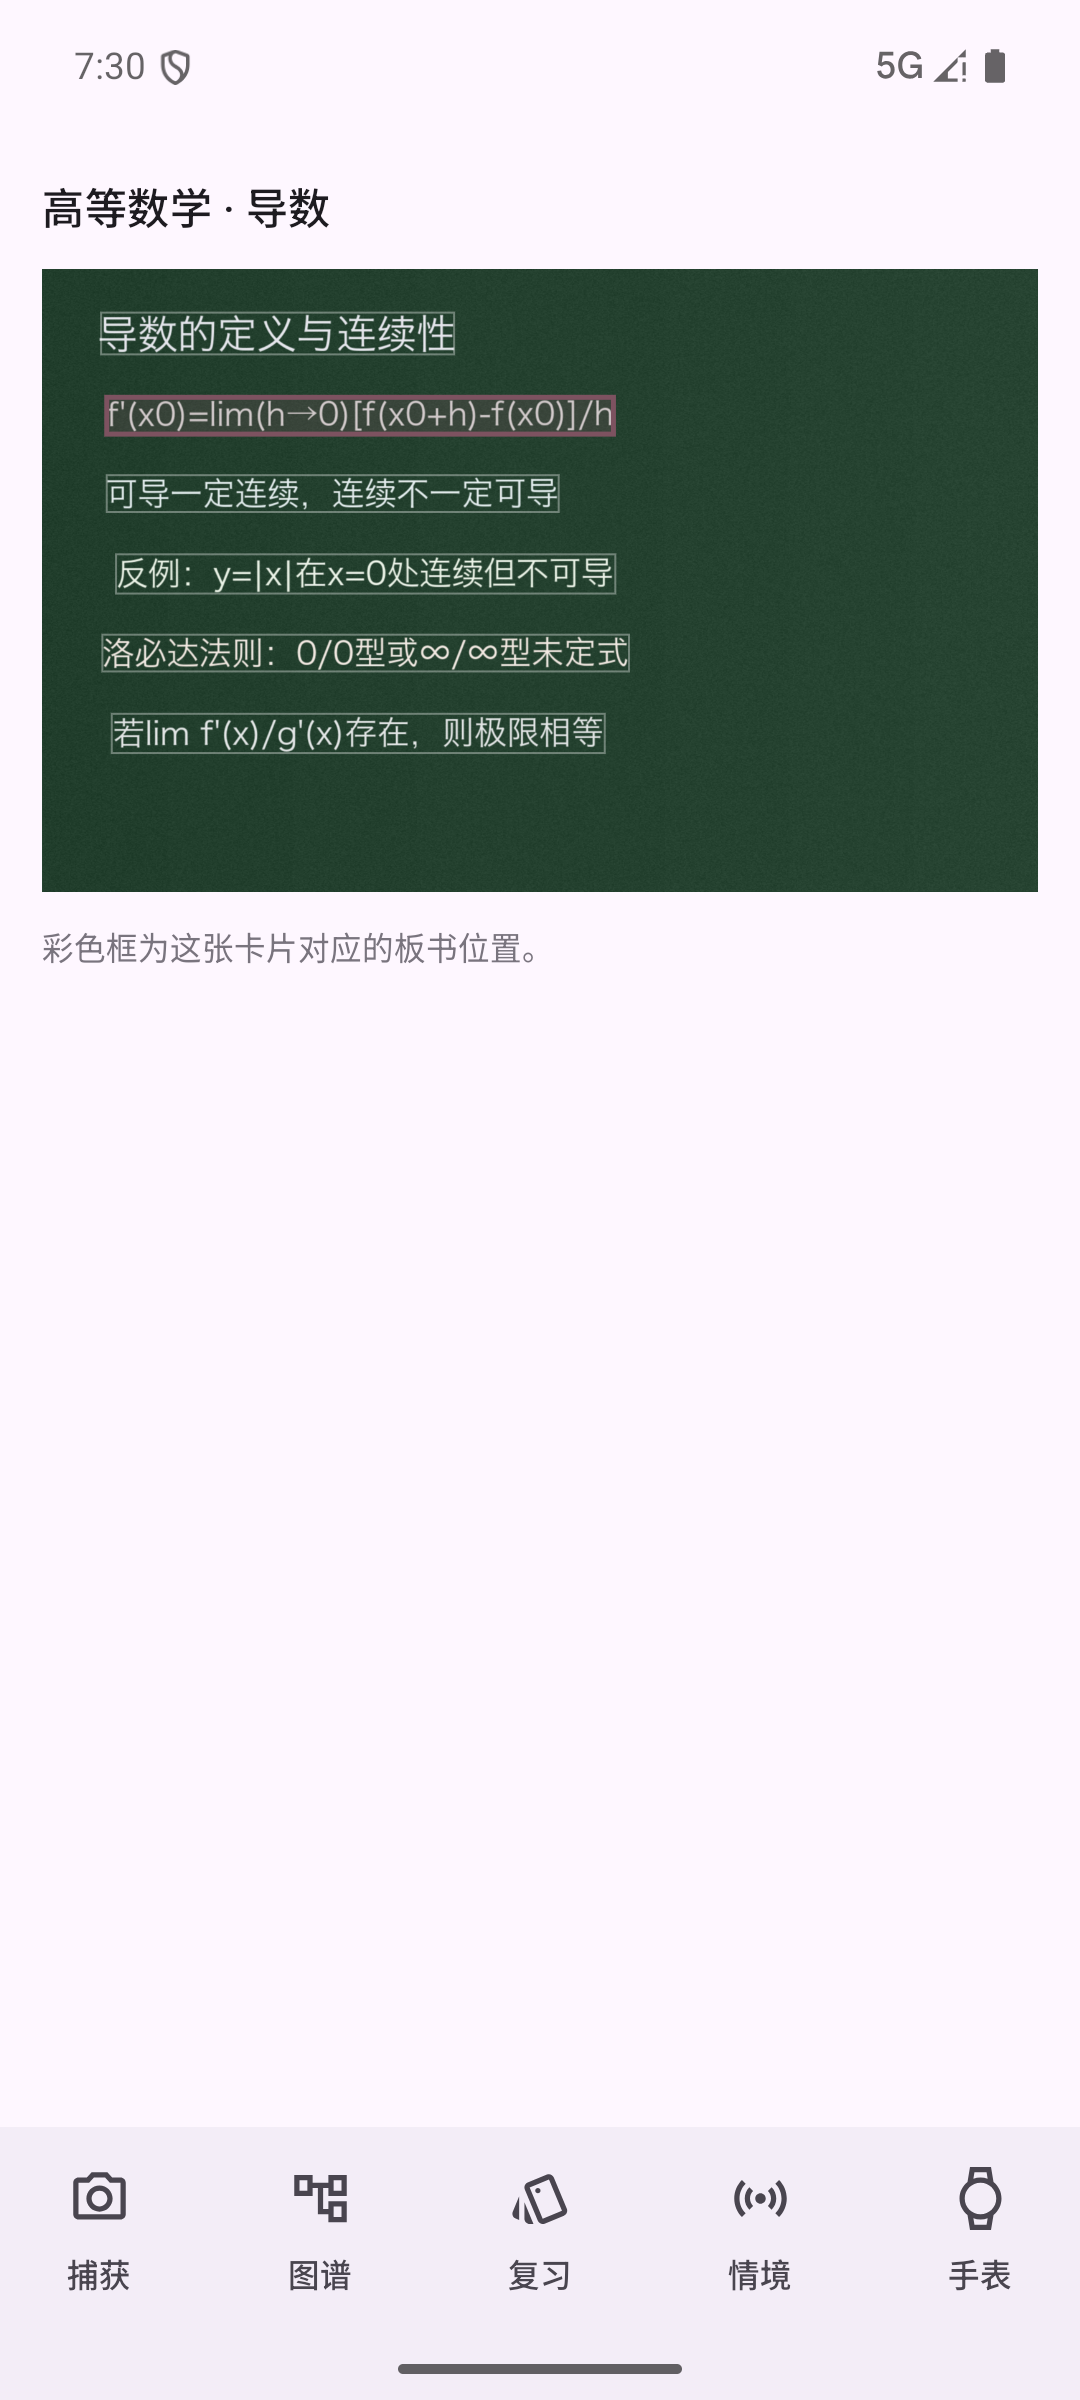 7:30
5G
高等数学 · 导数
导数的定义与连续性
f'(x0)=lim(h→0)[f(x0+h)-f(x0)]/h
可导一定连续，连续不一定可导
反例：y=|x|在x=0处连续但不可导
洛必达法则：0/0型或∞/∞型未定式
若lim f'(x)/g'(x)存在，则极限相等
彩色框为这张卡片对应的板书位置。
捕获
图谱
复习
情境
手表